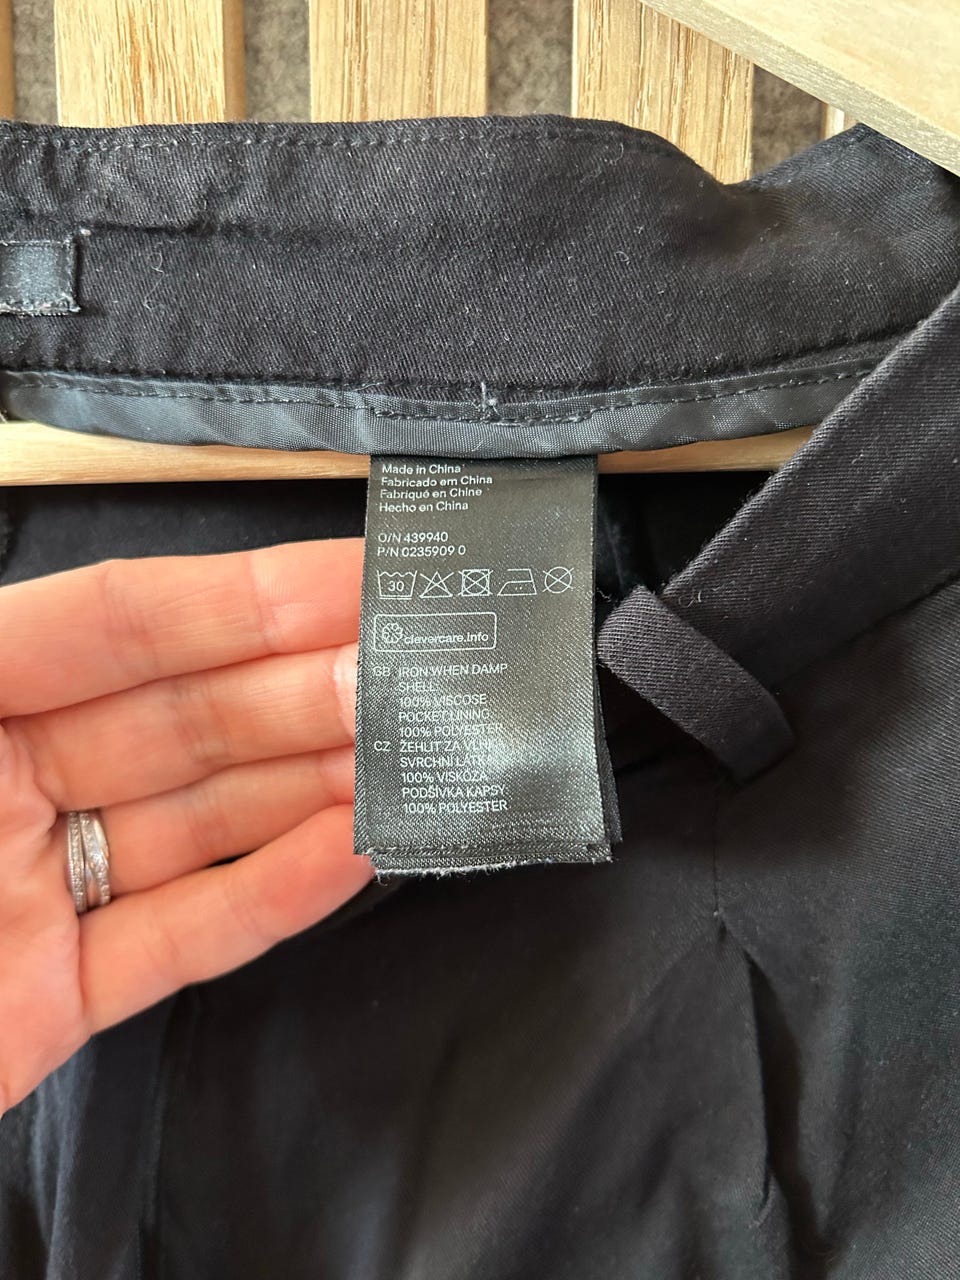 Made in China
Fabricado em China
Fabriqué en Chine
Hecho en China
O/N 439940
P/N 0235909 0
30
clevercare.info
GB IRON WHEN DAMP
SHELL
100% VISCOSE
POCKET LINING
100% POLYESTER
CZ ŽEHLIT ZA
SVRCHNÍ
100% VISKÓZA
PODŠÍVKA KAPSY
100% POLYESTER